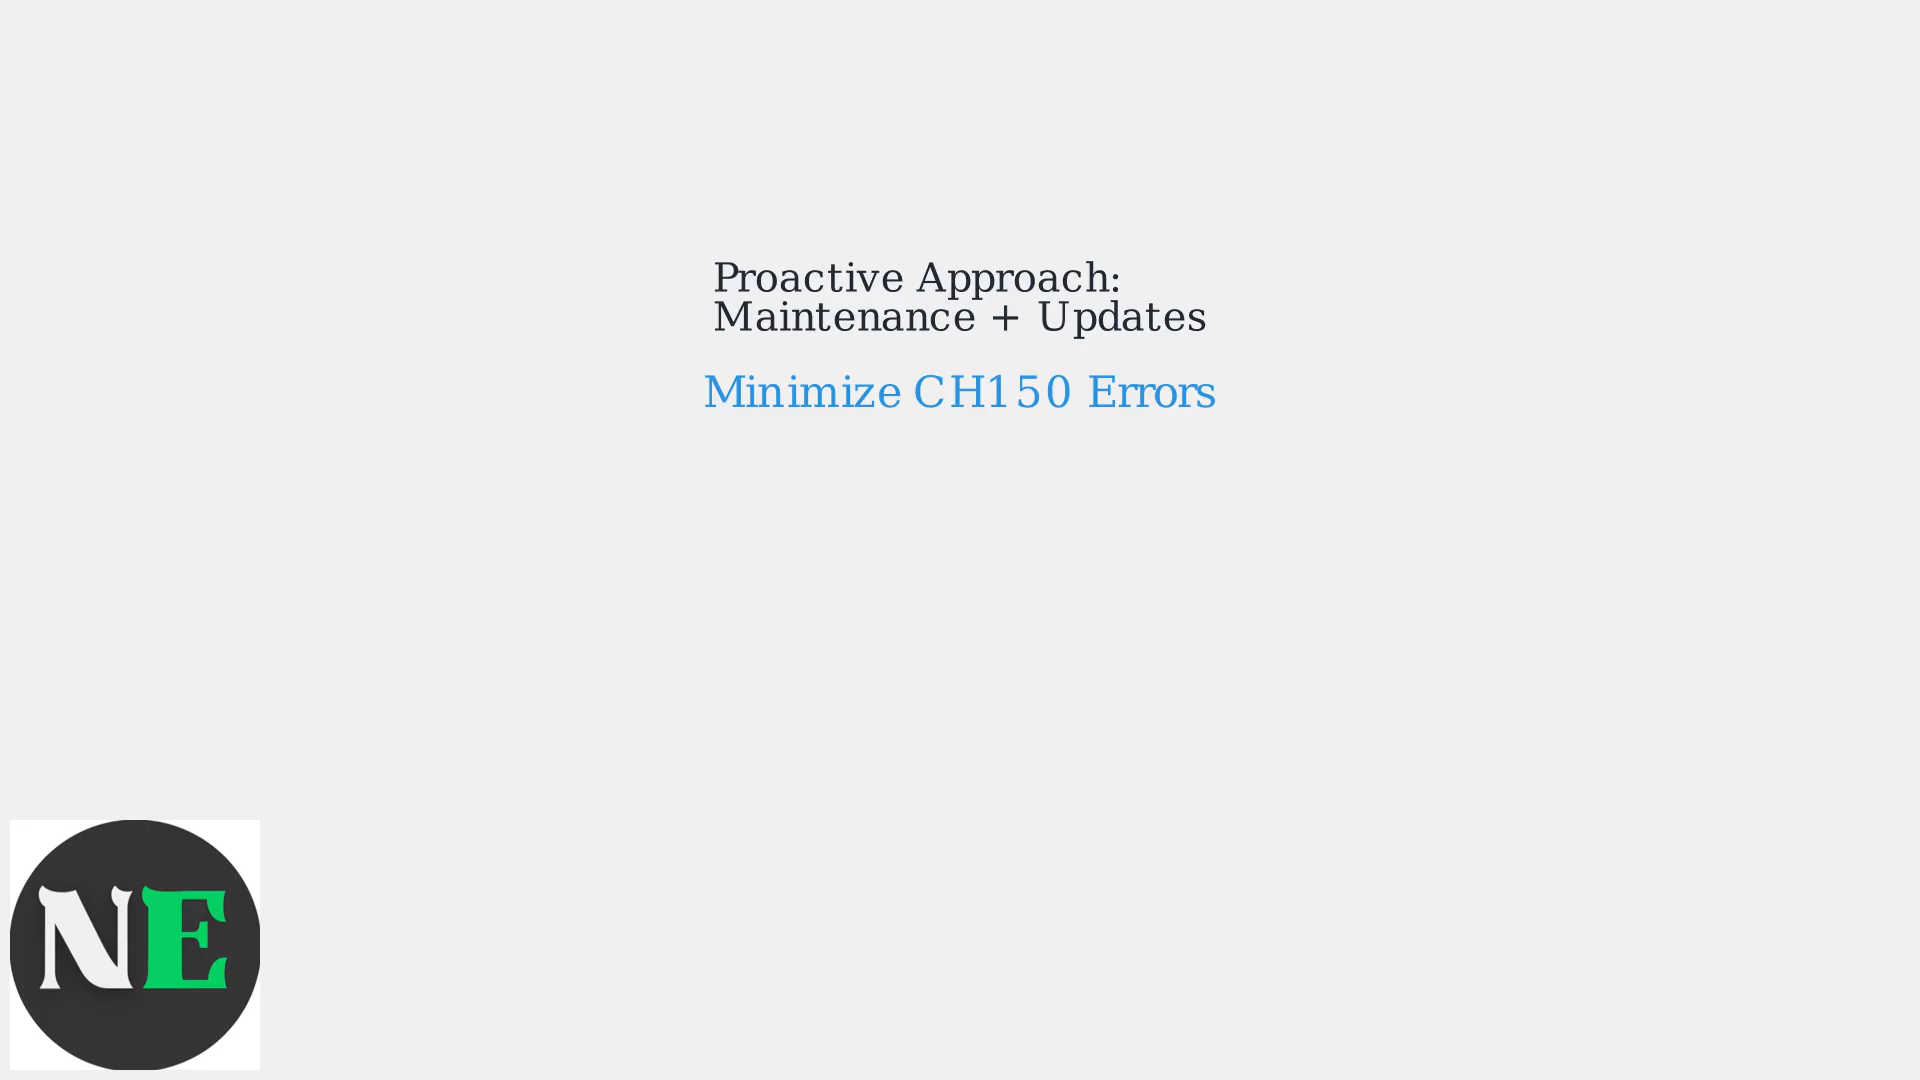 Proactive Approach:
Maintenance + Updates
Minimize CH150 Errors
NE